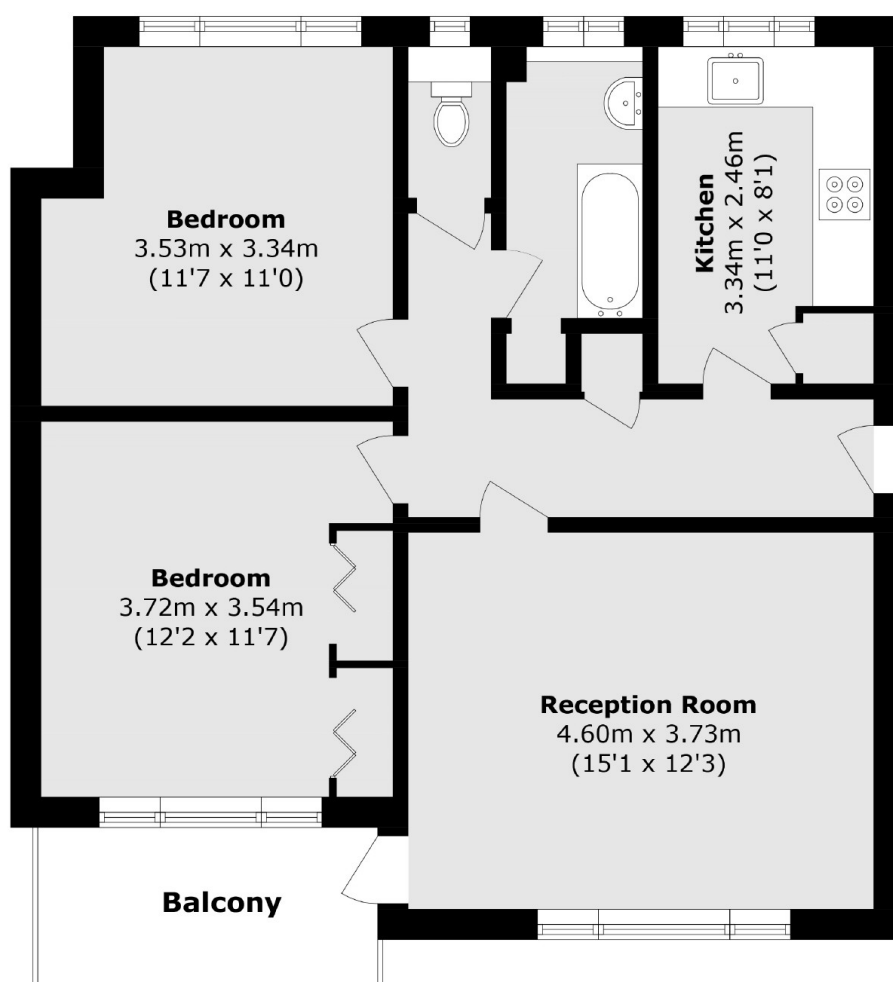 Bedroom
3.53m x 3.34m
(11'7 x 11'0)
Kitchen
3.34m x 2.46m
(11'0 x 8'1)
Bedroom
3.72m x 3.54m
(12'2 x 11'7)
Reception Room
4.60m x 3.73m
(15'1 x 12'3)
Balcony